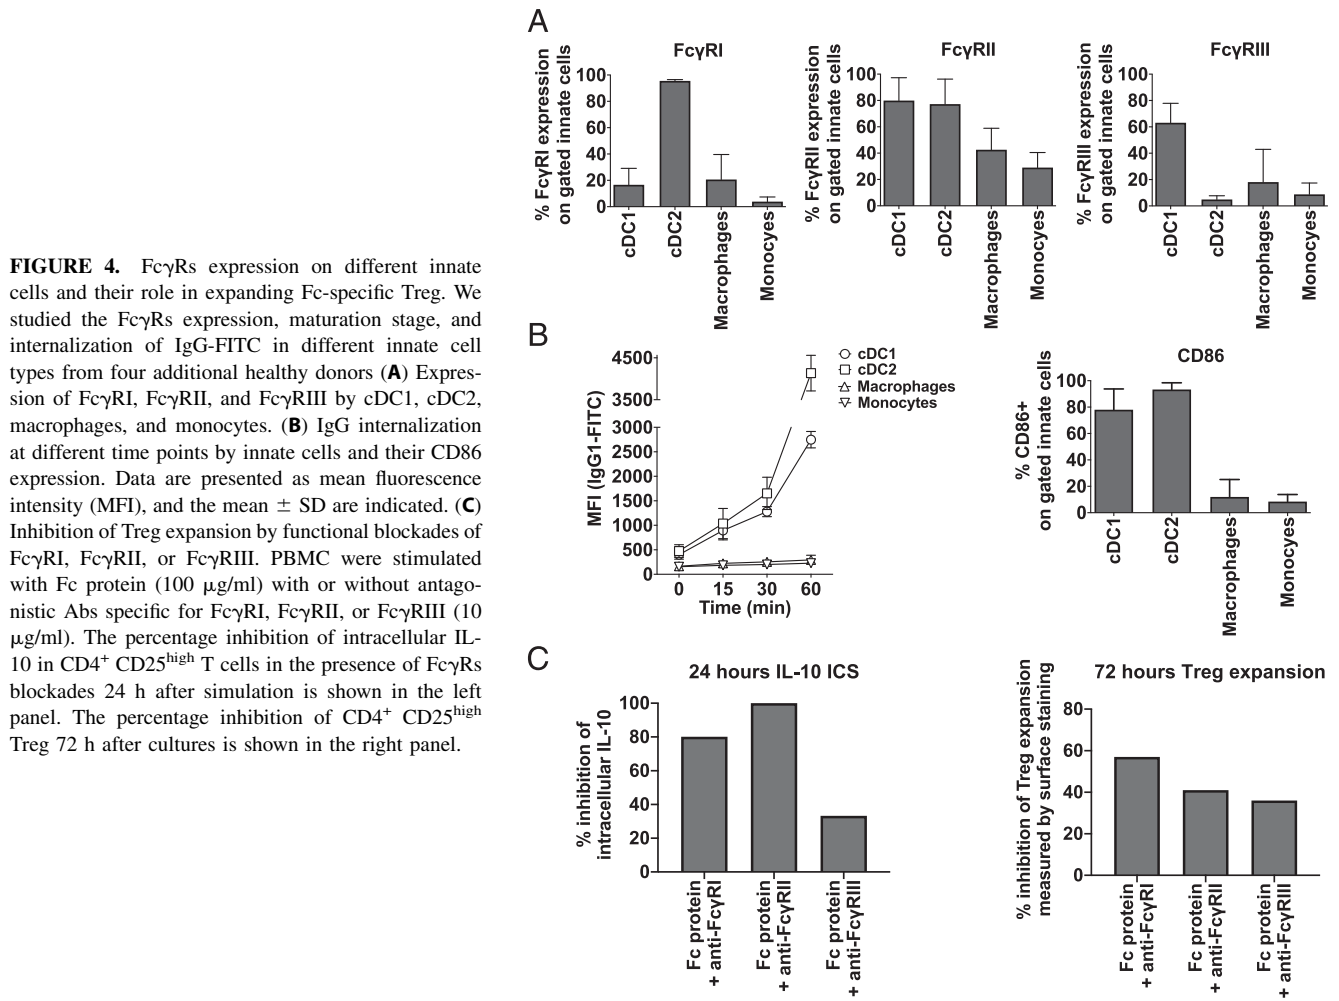 FIGURE 4. FcγRs expression on different innate
cells and their role in expanding Fc-specific Treg. We
studied the FcγRs expression, maturation stage, and
internalization of IgG-FITC in different innate cell
types from four additional healthy donors (A) Expres-
sion of FcγRI, FcγRII, and FcγRIII by cDC1, cDC2,
macrophages, and monocytes. (B) IgG internalization
at different time points by innate cells and their CD86
expression. Data are presented as mean fluorescence
intensity (MFI), and the mean ± SD are indicated. (C)
Inhibition of Treg expansion by functional blockades of
FcγRI, FcγRII, or FcγRIII. PBMC were stimulated
with Fc protein (100 μg/ml) with or without antago-
nistic Abs specific for FcγRI, FcγRII, or FcγRIII (10
μg/ml). The percentage inhibition of intracellular IL-
10 in CD4⁺ CD25ʰⁱᵍʰ T cells in the presence of FcγRs
blockades 24 h after simulation is shown in the left
panel. The percentage inhibition of CD4⁺ CD25ʰⁱᵍʰ
Treg 72 h after cultures is shown in the right panel.
A
FcγRI
% FcγRI expression
on gated innate cells
100
80
60
40
20
0
cDC1
cDC2
Macrophages
Monocyes
FcγRII
% FcγRII expression
on gated innate cells
100
80
60
40
20
0
cDC1
cDC2
Macrophages
Monocyes
FcγRIII
% FcγRIII expression
on gated innate cells
100
80
60
40
20
0
cDC1
cDC2
Macrophages
Monocyes
B
MFI (IgG1-FITC)
4500
3500
3000
2500
2000
1500
1000
500
0
0 15 30 60
Time (min)
cDC1
cDC2
Macrophages
Monocytes
CD86
% CD86+
on gated innate cells
100
80
60
40
20
0
cDC1
cDC2
Macrophages
Monocyes
C
24 hours IL-10 ICS
% inhibition of
intracellular IL-10
100
80
60
40
20
0
Fc protein
+ anti-FcγRI
Fc protein
+ anti-FcγRII
Fc protein
+ anti-FcγRIII
72 hours Treg expansion
% inhibition of Treg expansion
measured by surface staining
80
60
40
20
0
Fc protein
+ anti-FcγRI
Fc protein
+ anti-FcγRII
Fc protein
+ anti-FcγRIII